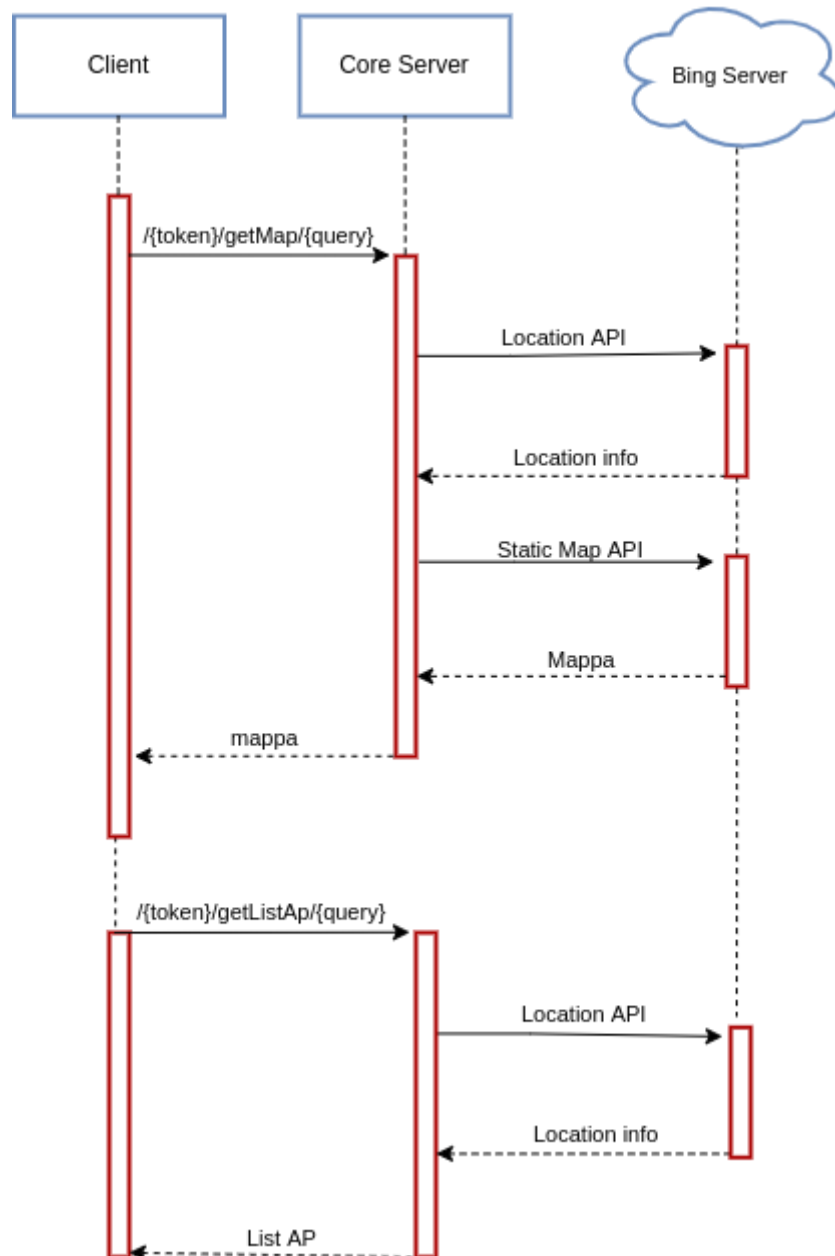 Client
Core Server
Bing Server
/{token}/getMap/{query}
Location API
Location info
Static Map API
Mappa
mappa
/{token}/getListAp/{query}
Location API
Location info
List AP